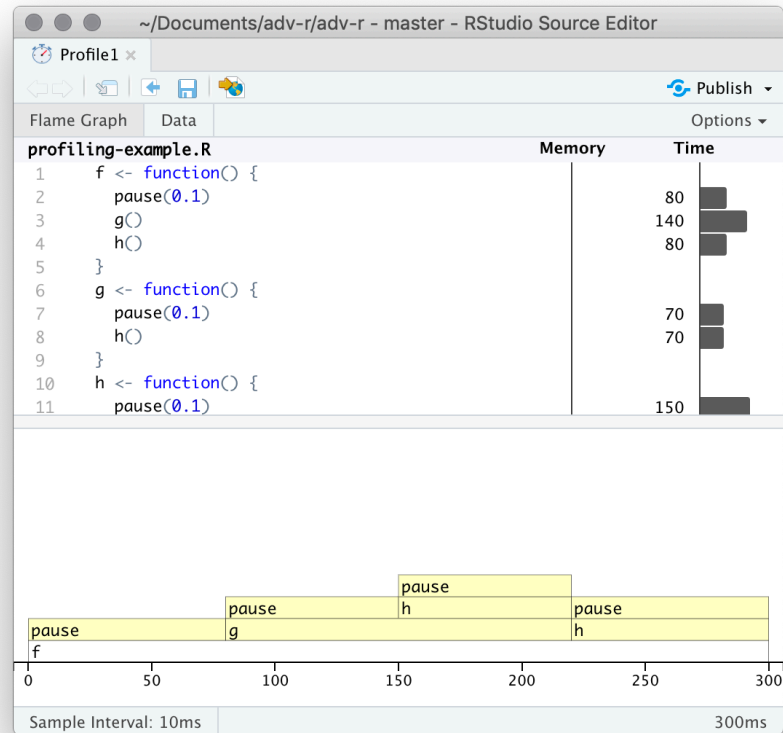 ~/Documents/adv-r/adv-r - master - RStudio Source Editor
Profile1
Publish
Flame Graph Data Options
profiling-example.R Memory Time
1 f <- function() {
2 pause(0.1) 80
3 g() 140
4 h() 80
5 }
6 g <- function() {
7 pause(0.1) 70
8 h() 70
9 }
10 h <- function() {
11 pause(0.1) 150
pause
pause h pause
pause g h
f
0 50 100 150 200 250 300
Sample Interval: 10ms 300ms